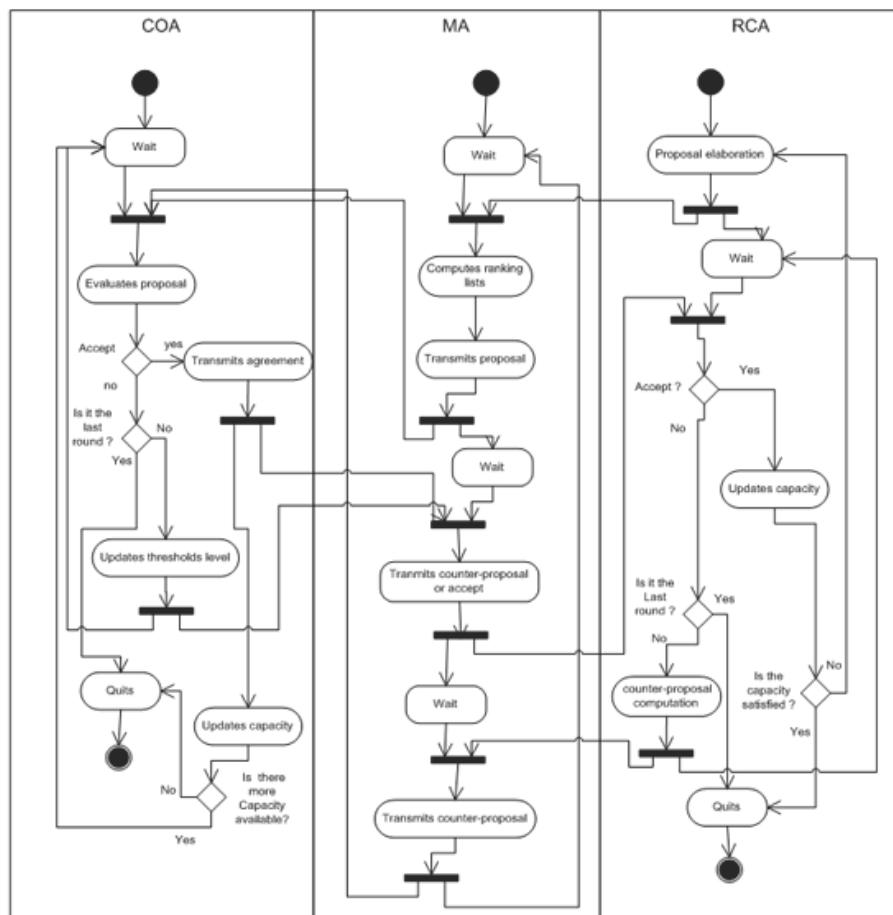 COA
MA
RCA
Wait
Evaluates proposal
Accept
yes
Transmits agreement
no
Is it the
last
round ?
No
Yes
Updates thresholds level
Quits
Updates capacity
No
Is there
more
Capacity
available?
Yes
Wait
Computes ranking
lists
Transmits proposal
Wait
Tranmits counter-proposal
or accept
Wait
Transmits counter-proposal
Proposal elaboration
Wait
Accept ?
Yes
No
Updates capacity
Is it the
Last
round ?
Yes
No
counter-proposal
computation
Is the
capacity
satisfied ?
No
Yes
Quits